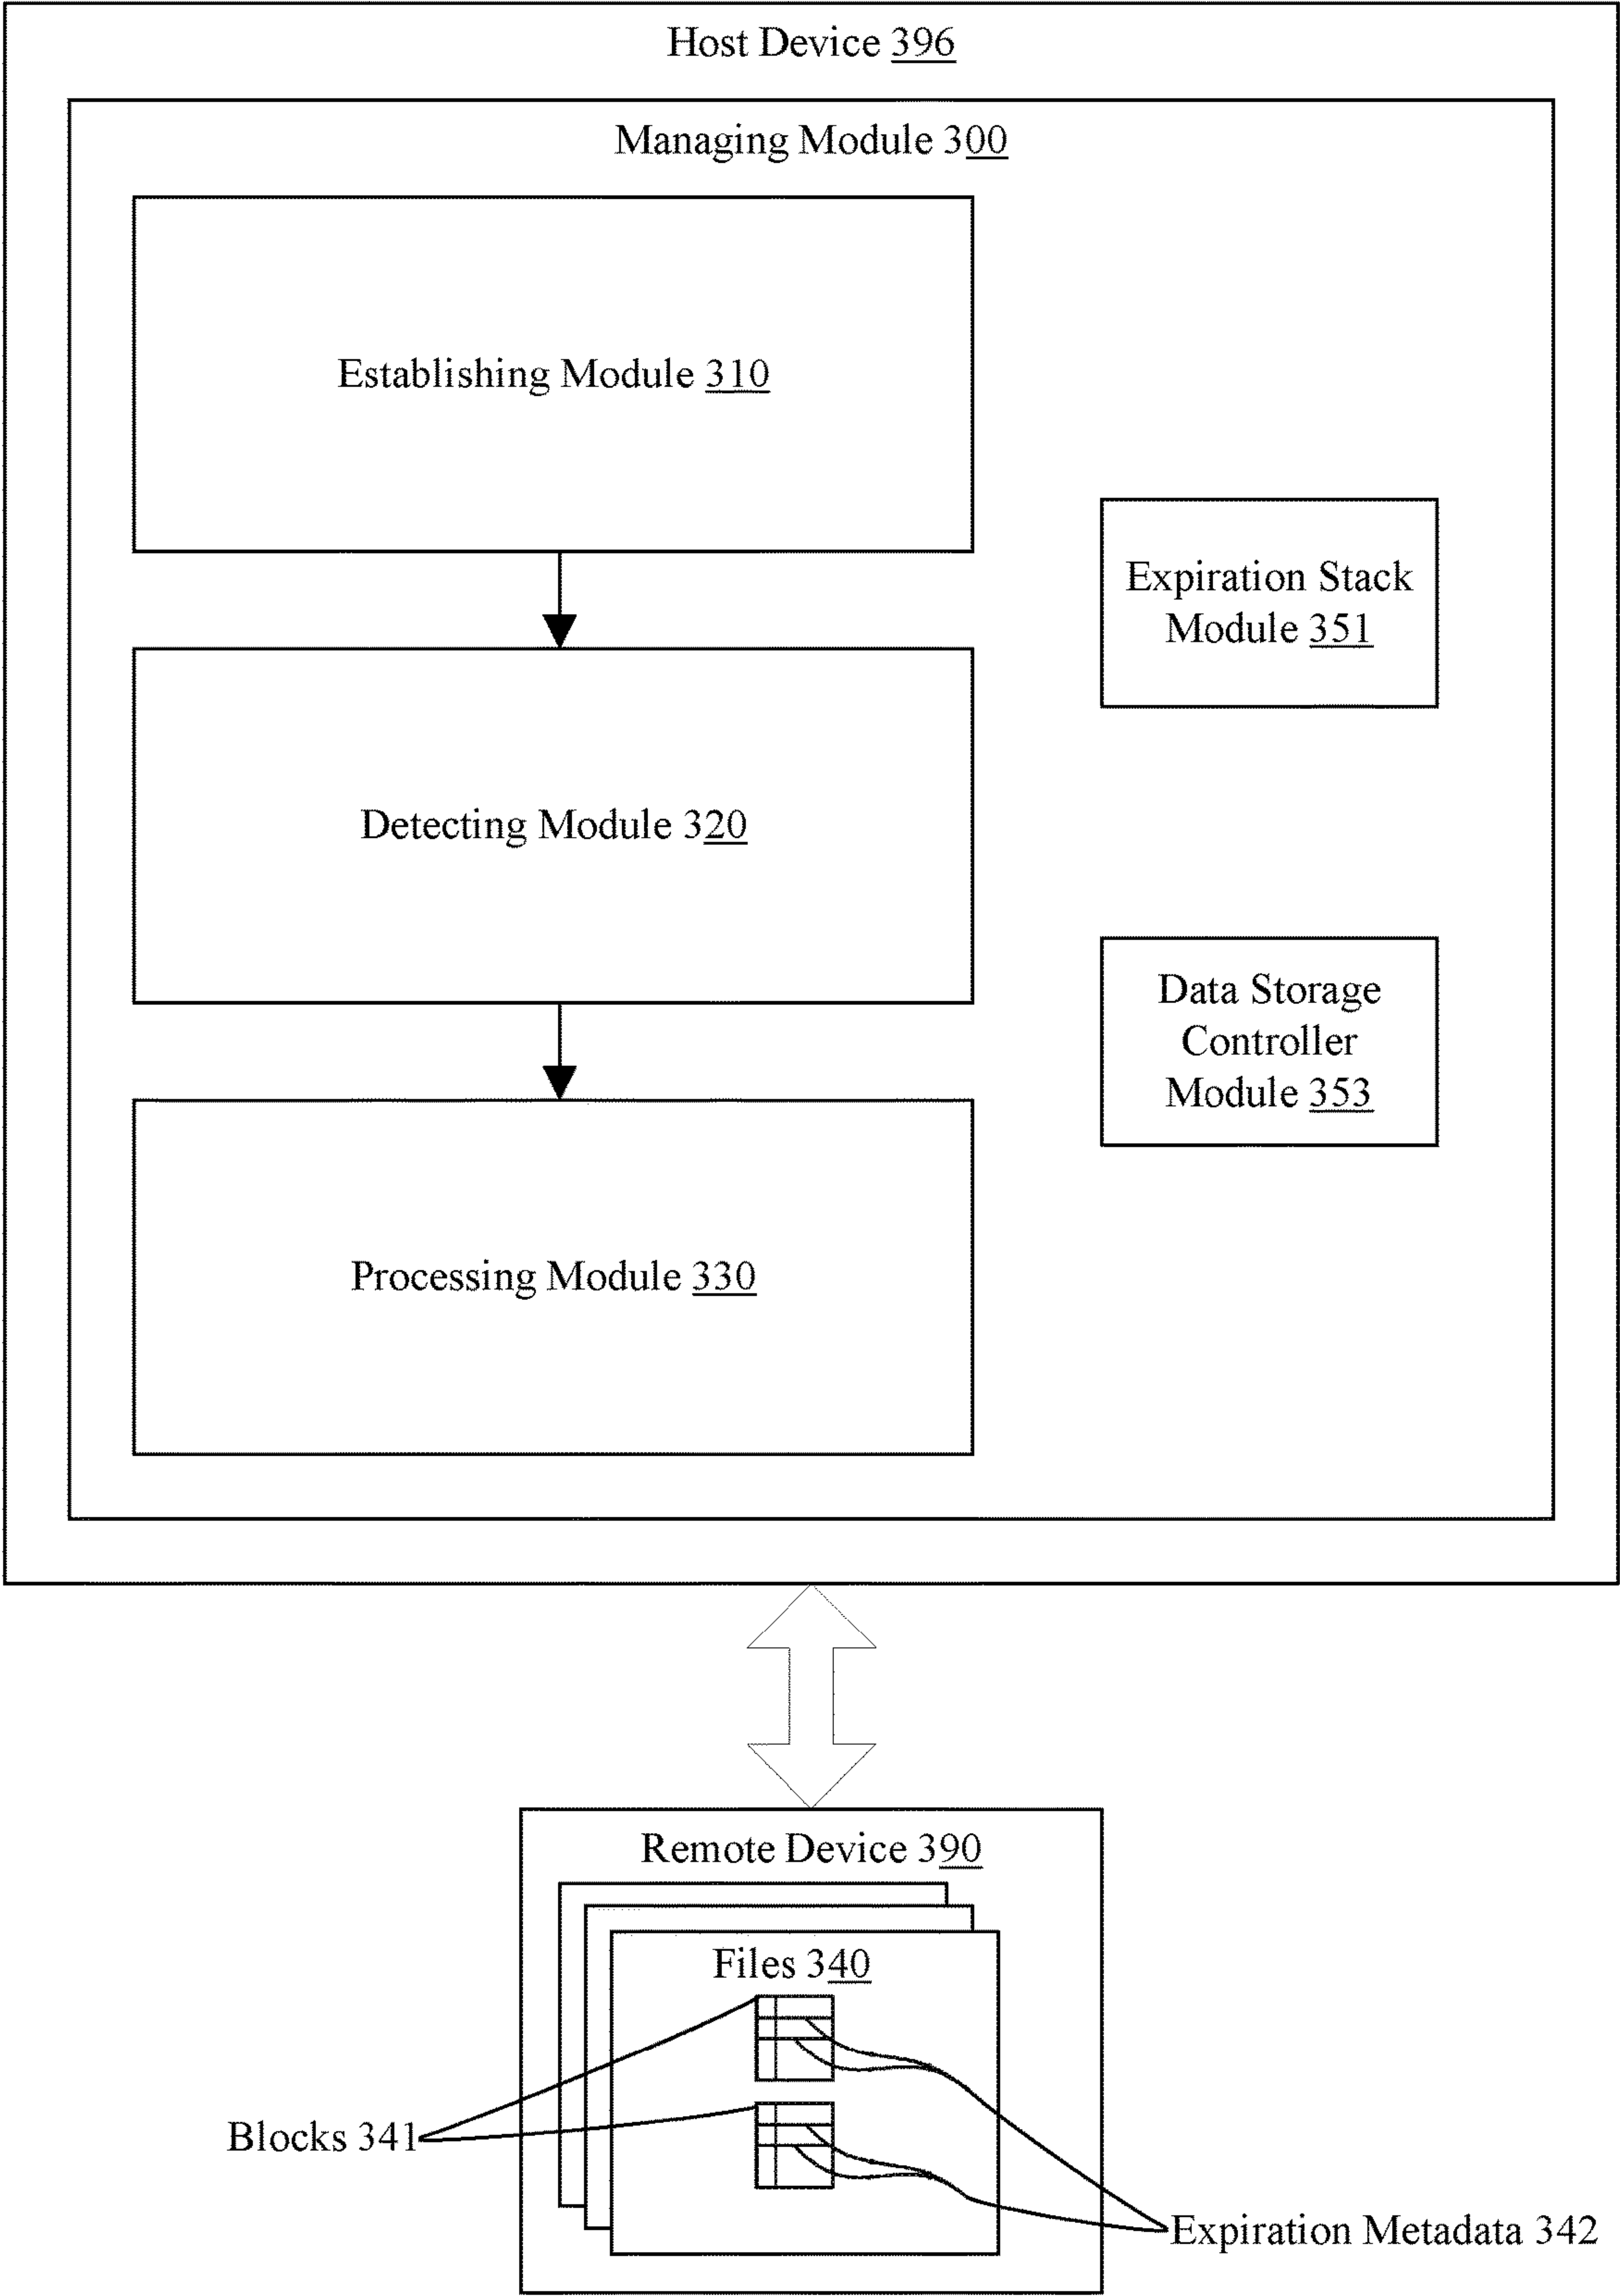 Host Device 396
Managing Module 300
Establishing Module 310
Expiration Stack
Module 351
Detecting Module 320
Data Storage
Controller
Module 353
Processing Module 330
Remote Device 390
Files 340
Blocks 341
Expiration Metadata 342